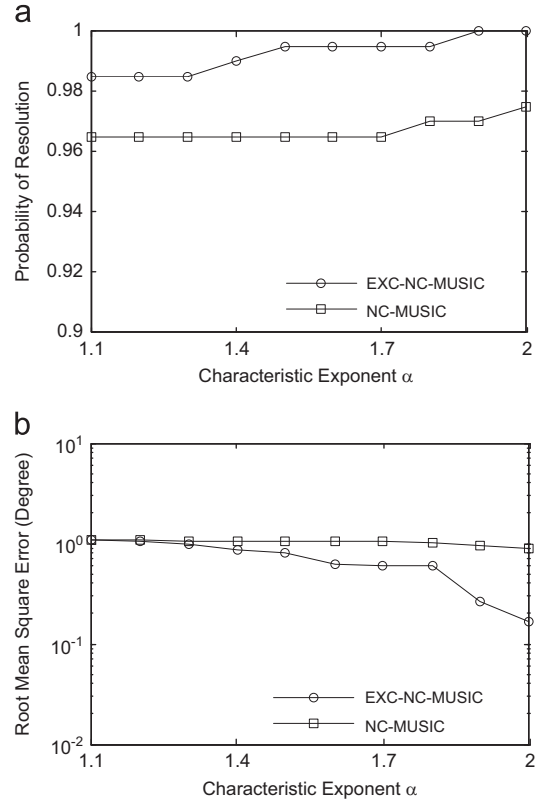 a
Probability of Resolution
1
0.98
0.96
0.94
0.92
0.9
EXC-NC-MUSIC
NC-MUSIC
1.1 1.4 1.7 2
Characteristic Exponent α
b
Root Mean Square Error (Degree)
10¹
10⁰
10⁻¹
10⁻²
EXC-NC-MUSIC
NC-MUSIC
1.1 1.4 1.7 2
Characteristic Exponent α